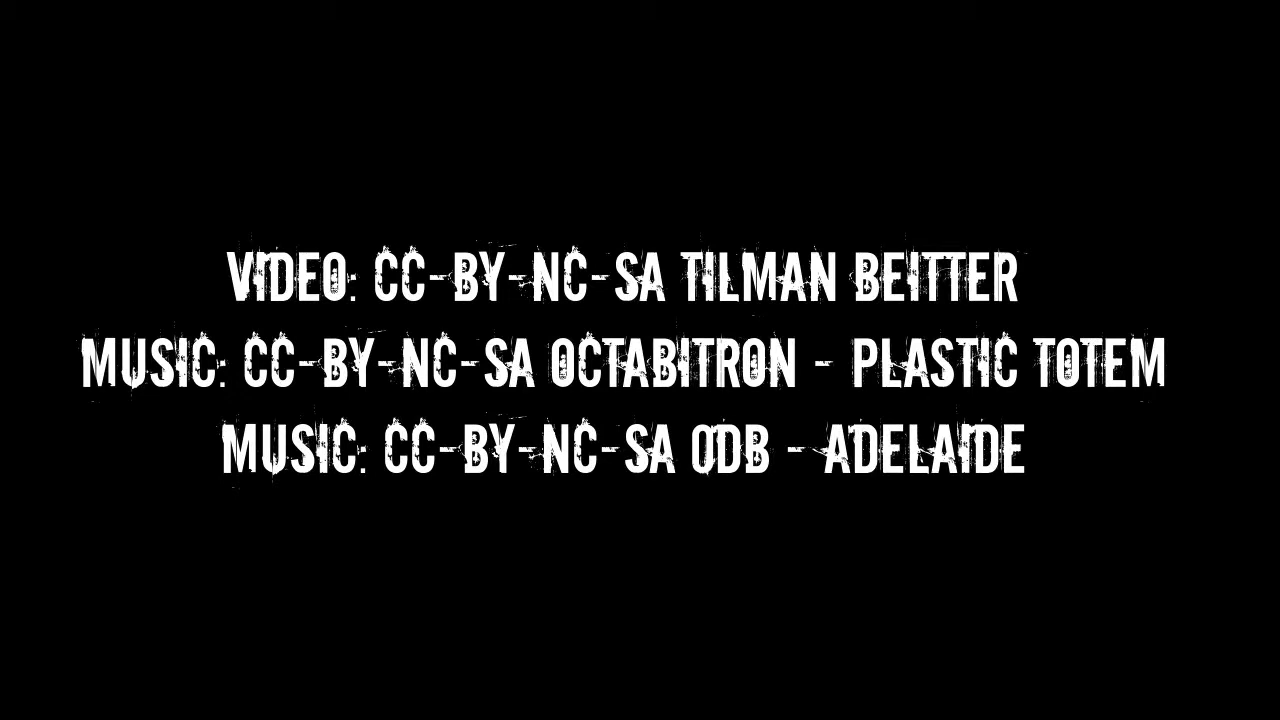 VIDEO: CC-BY-NC-SA TILMAN BEITTER
MUSIC: CC-BY-NC-SA OCTABITRON - PLASTIC TOTEM
MUSIC: CC-BY-NC-SA ODB - ADELAIDE